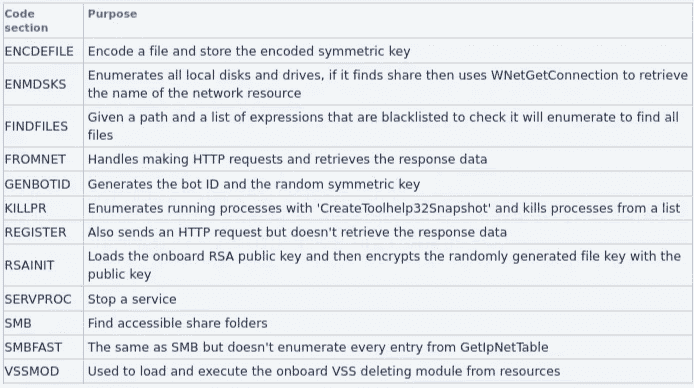 Code section Purpose
ENCDEFILE Encode a file and store the encoded symmetric key
ENMDSKS Enumerates all local disks and drives, if it finds share then uses WNetGetConnection to retrieve
the name of the network resource
FINDFILES Given a path and a list of expressions that are blacklisted to check it will enumerate to find all
files
FROMNET Handles making HTTP requests and retrieves the response data
GENBOTID Generates the bot ID and the random symmetric key
KILLPR Enumerates running processes with 'CreateToolhelp32Snapshot' and kills processes from a list
REGISTER Also sends an HTTP request but doesn't retrieve the response data
RSAINIT Loads the onboard RSA public key and then encrypts the randomly generated file key with the
public key
SERVPROC Stop a service
SMB Find accessible share folders
SMBFAST The same as SMB but doesn't enumerate every entry from GetIpNetTable
VSSMOD Used to load and execute the onboard VSS deleting module from resources